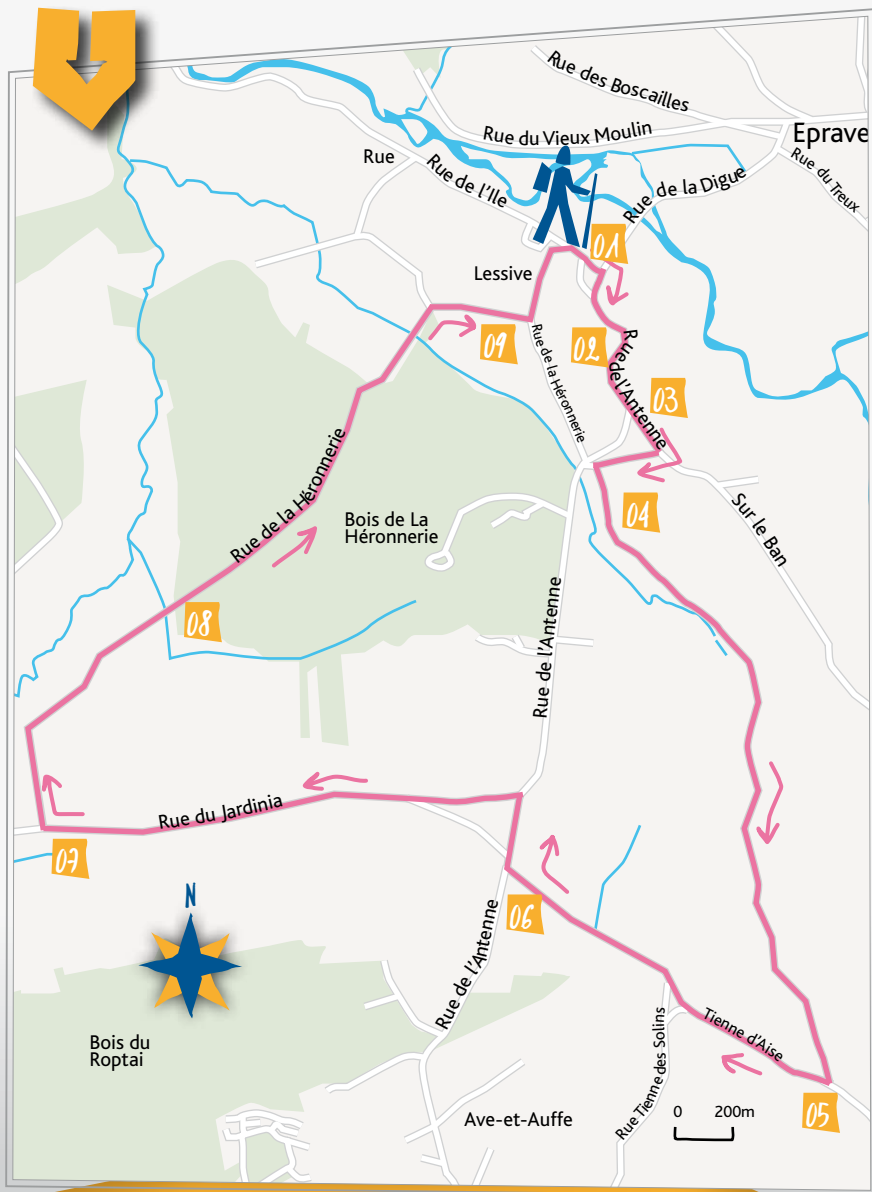 Rue des Boscailles
Rue du Vieux Moulin
Eprave
Rue
Rue de l'Ile
Rue de la Digue
Rue du Treux
01
Lessive
02
09
Rue de la Héronnerie
Rue de l'Antenne
03
04
Sur le Ban
Rue de la Héronnerie
Bois de La
Héronnerie
08
Rue de l'Antenne
Rue du Jardinia
07
N
06
Rue de l'Antenne
Bois du
Roptai
Tienne d'Aise
Rue Tienne des Solins
0 200m
05
Ave-et-Auffe